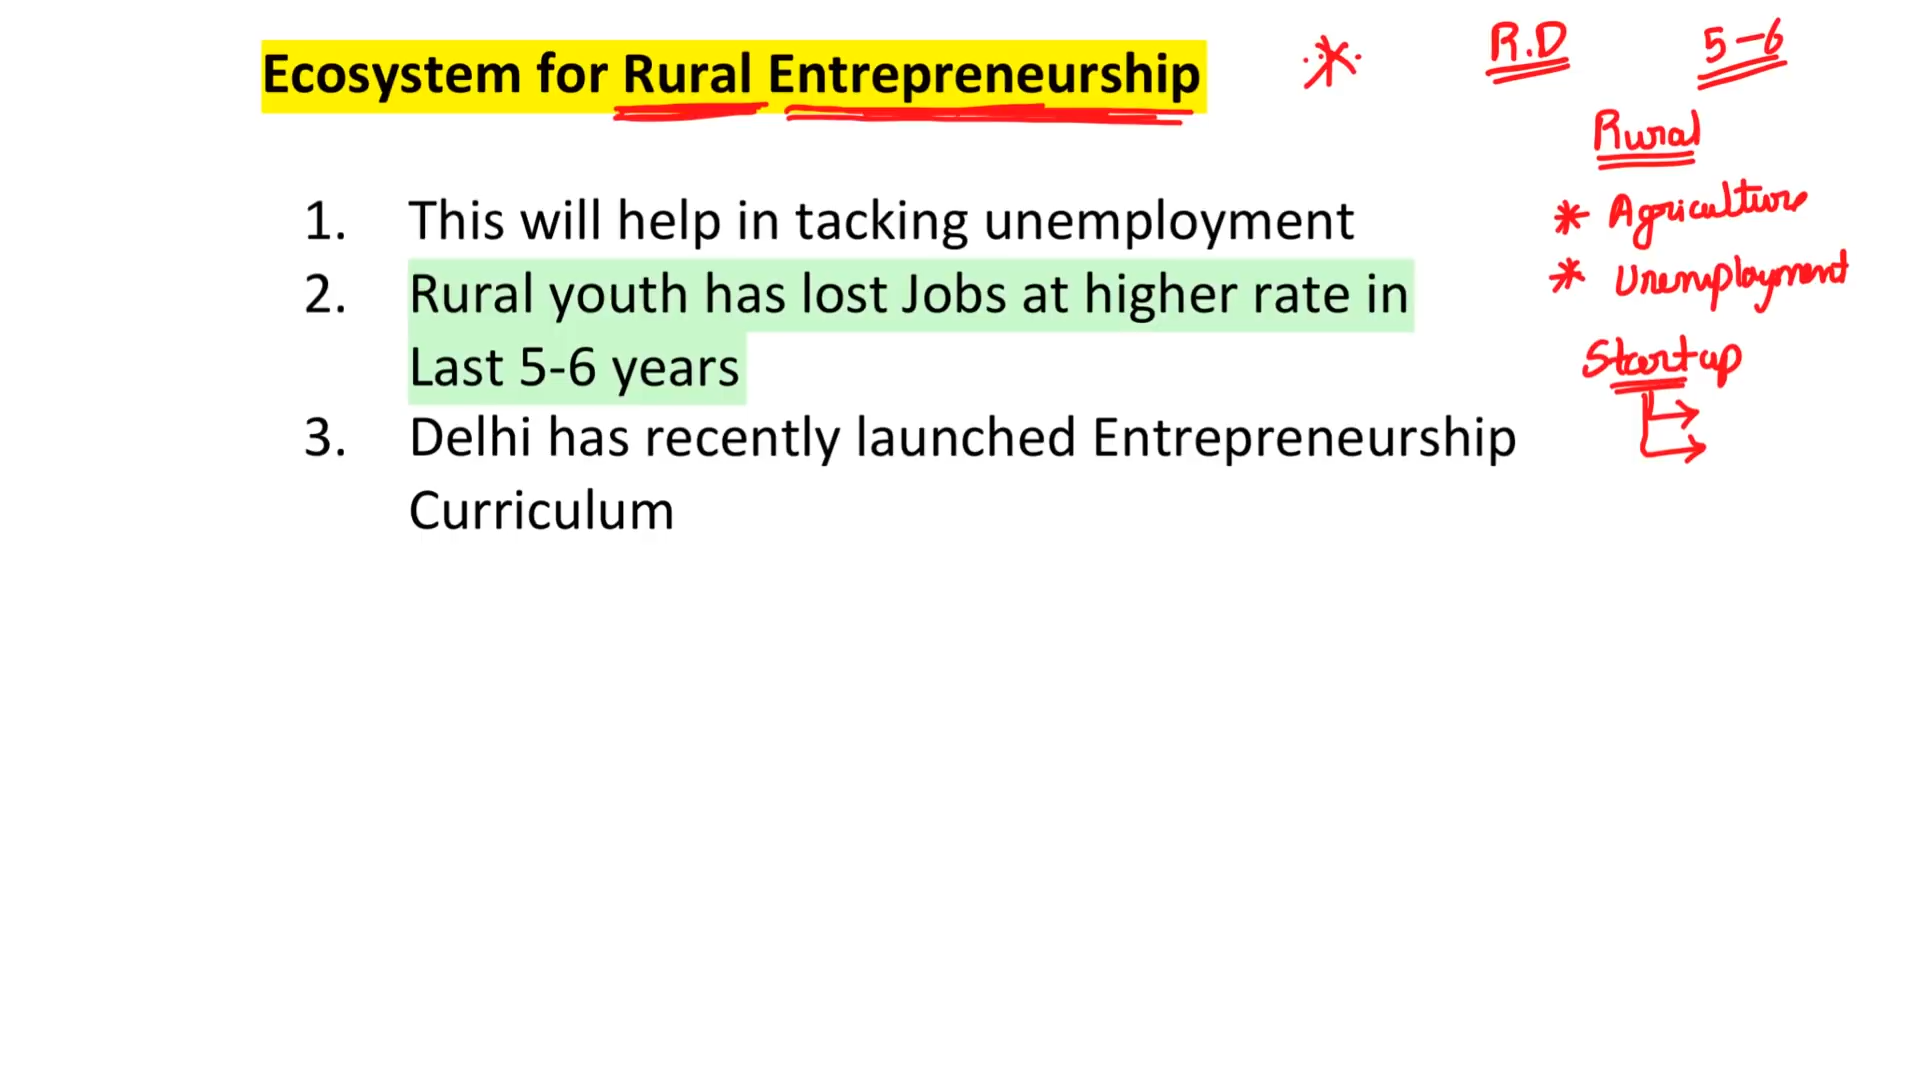 Ecosystem for Rural Entrepreneurship
R.D
5-6
Rural
* Agriculture
* Unemployment
Startup
1. This will help in tacking unemployment
2. Rural youth has lost Jobs at higher rate in
Last 5-6 years
3. Delhi has recently launched Entrepreneurship
Curriculum